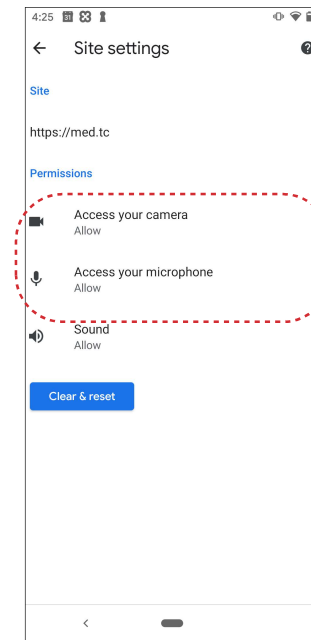 4:25 31
Site settings
Site
https://med.tc
Permissions
Access your camera
Allow
Access your microphone
Allow
Sound
Allow
Clear & reset